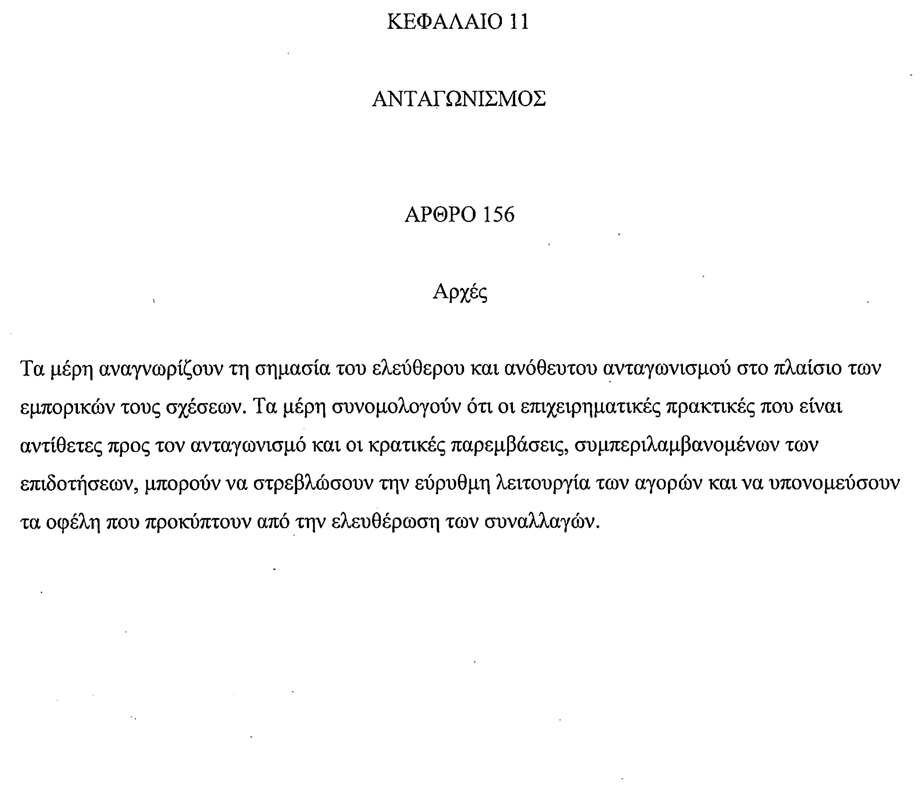 ΚΕΦΑΛΑΙΟ 11
ΑΝΤΑΓΩΝΙΣΜΟΣ
ΑΡΘΡΟ 156
Αρχές
Τα μέρη αναγνωρίζουν τη σημασία του ελεύθερου και ανόθευτου ανταγωνισμού στο πλαίσιο των
εμπορικών τους σχέσεων. Τα μέρη συνομολογούν ότι οι επιχειρηματικές πρακτικές που είναι
αντίθετες προς τον ανταγωνισμό και οι κρατικές παρεμβάσεις, συμπεριλαμβανομένων των
επιδοτήσεων, μπορούν να στρεβλώσουν την εύρυθμη λειτουργία των αγορών και να υπονομεύσουν
τα οφέλη που προκύπτουν από την ελευθέρωση των συναλλαγών.